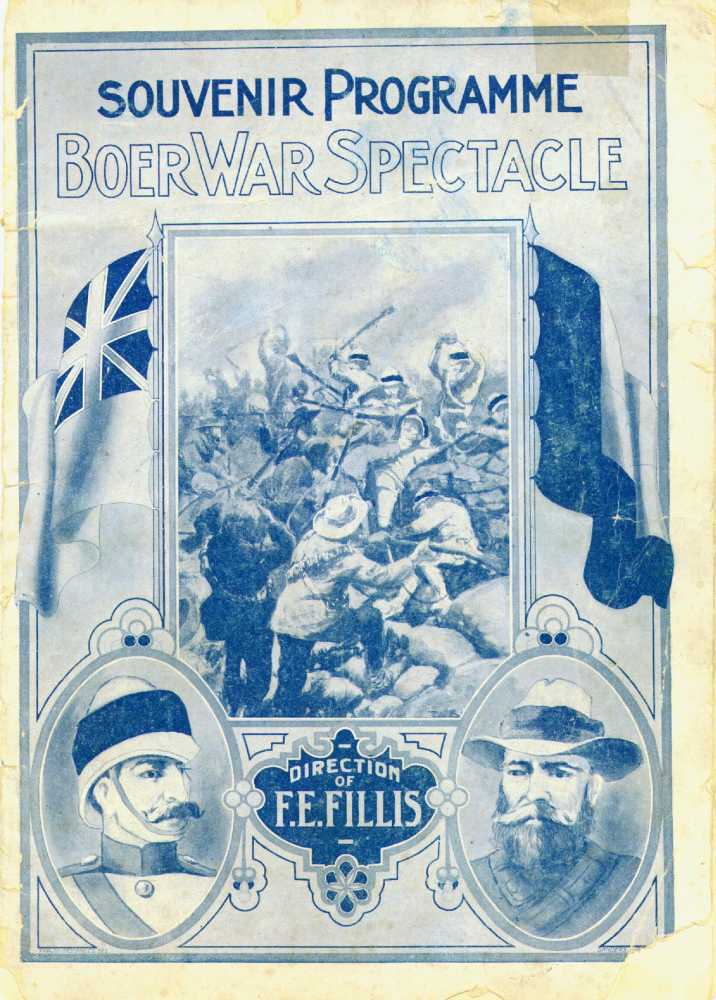 SOUVENIR PROGRAMME
BOER WAR SPECTACLE
DIRECTION
OF
F.E. FILLIS